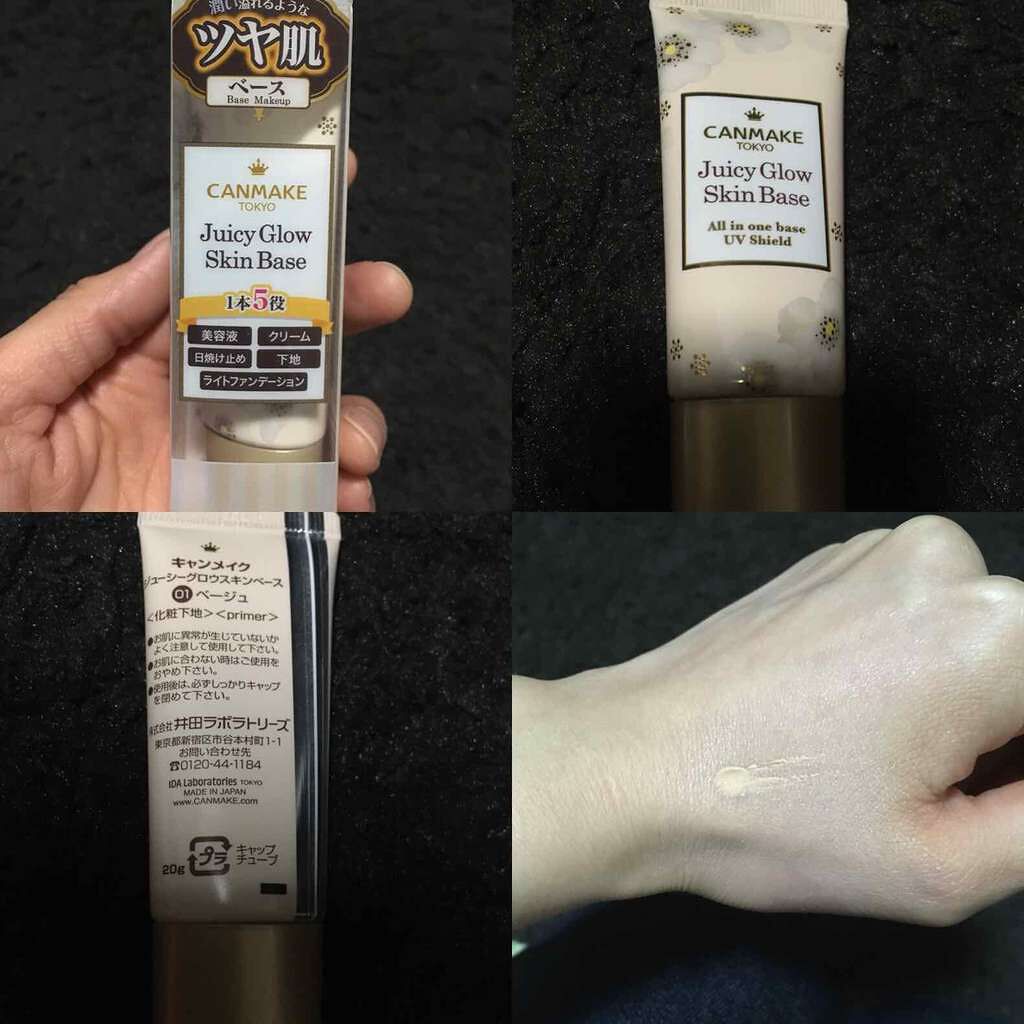 潤い溢れるような
ツヤ肌
ベース
Base Makeup
CANMAKE
TOKYO
Juicy Glow
Skin Base
1本5役
美容液 クリーム
日焼け止め 下地
ライトファンデーション
CANMAKE
TOKYO
Juicy Glow
Skin Base
All in one base
UV Shield
キャンメイク
ジューシーグロウスキンベース
01 ベージュ
<化粧下地><primer>
●お肌に異常が生じていないか
よく注意して使用して下さい。
●お肌に合わない時はご使用を
おやめ下さい。
●使用後は、必ずしっかりキャップ
を閉めて下さい。
株式会社 井田ラボラトリーズ
東京都新宿区市谷本村町1-1
お問い合わせ先
☎0120-44-1184
IDA Laboratories TOKYO
MADE IN JAPAN
www.CANMAKE.com
20g プラ キャップ
チューブ